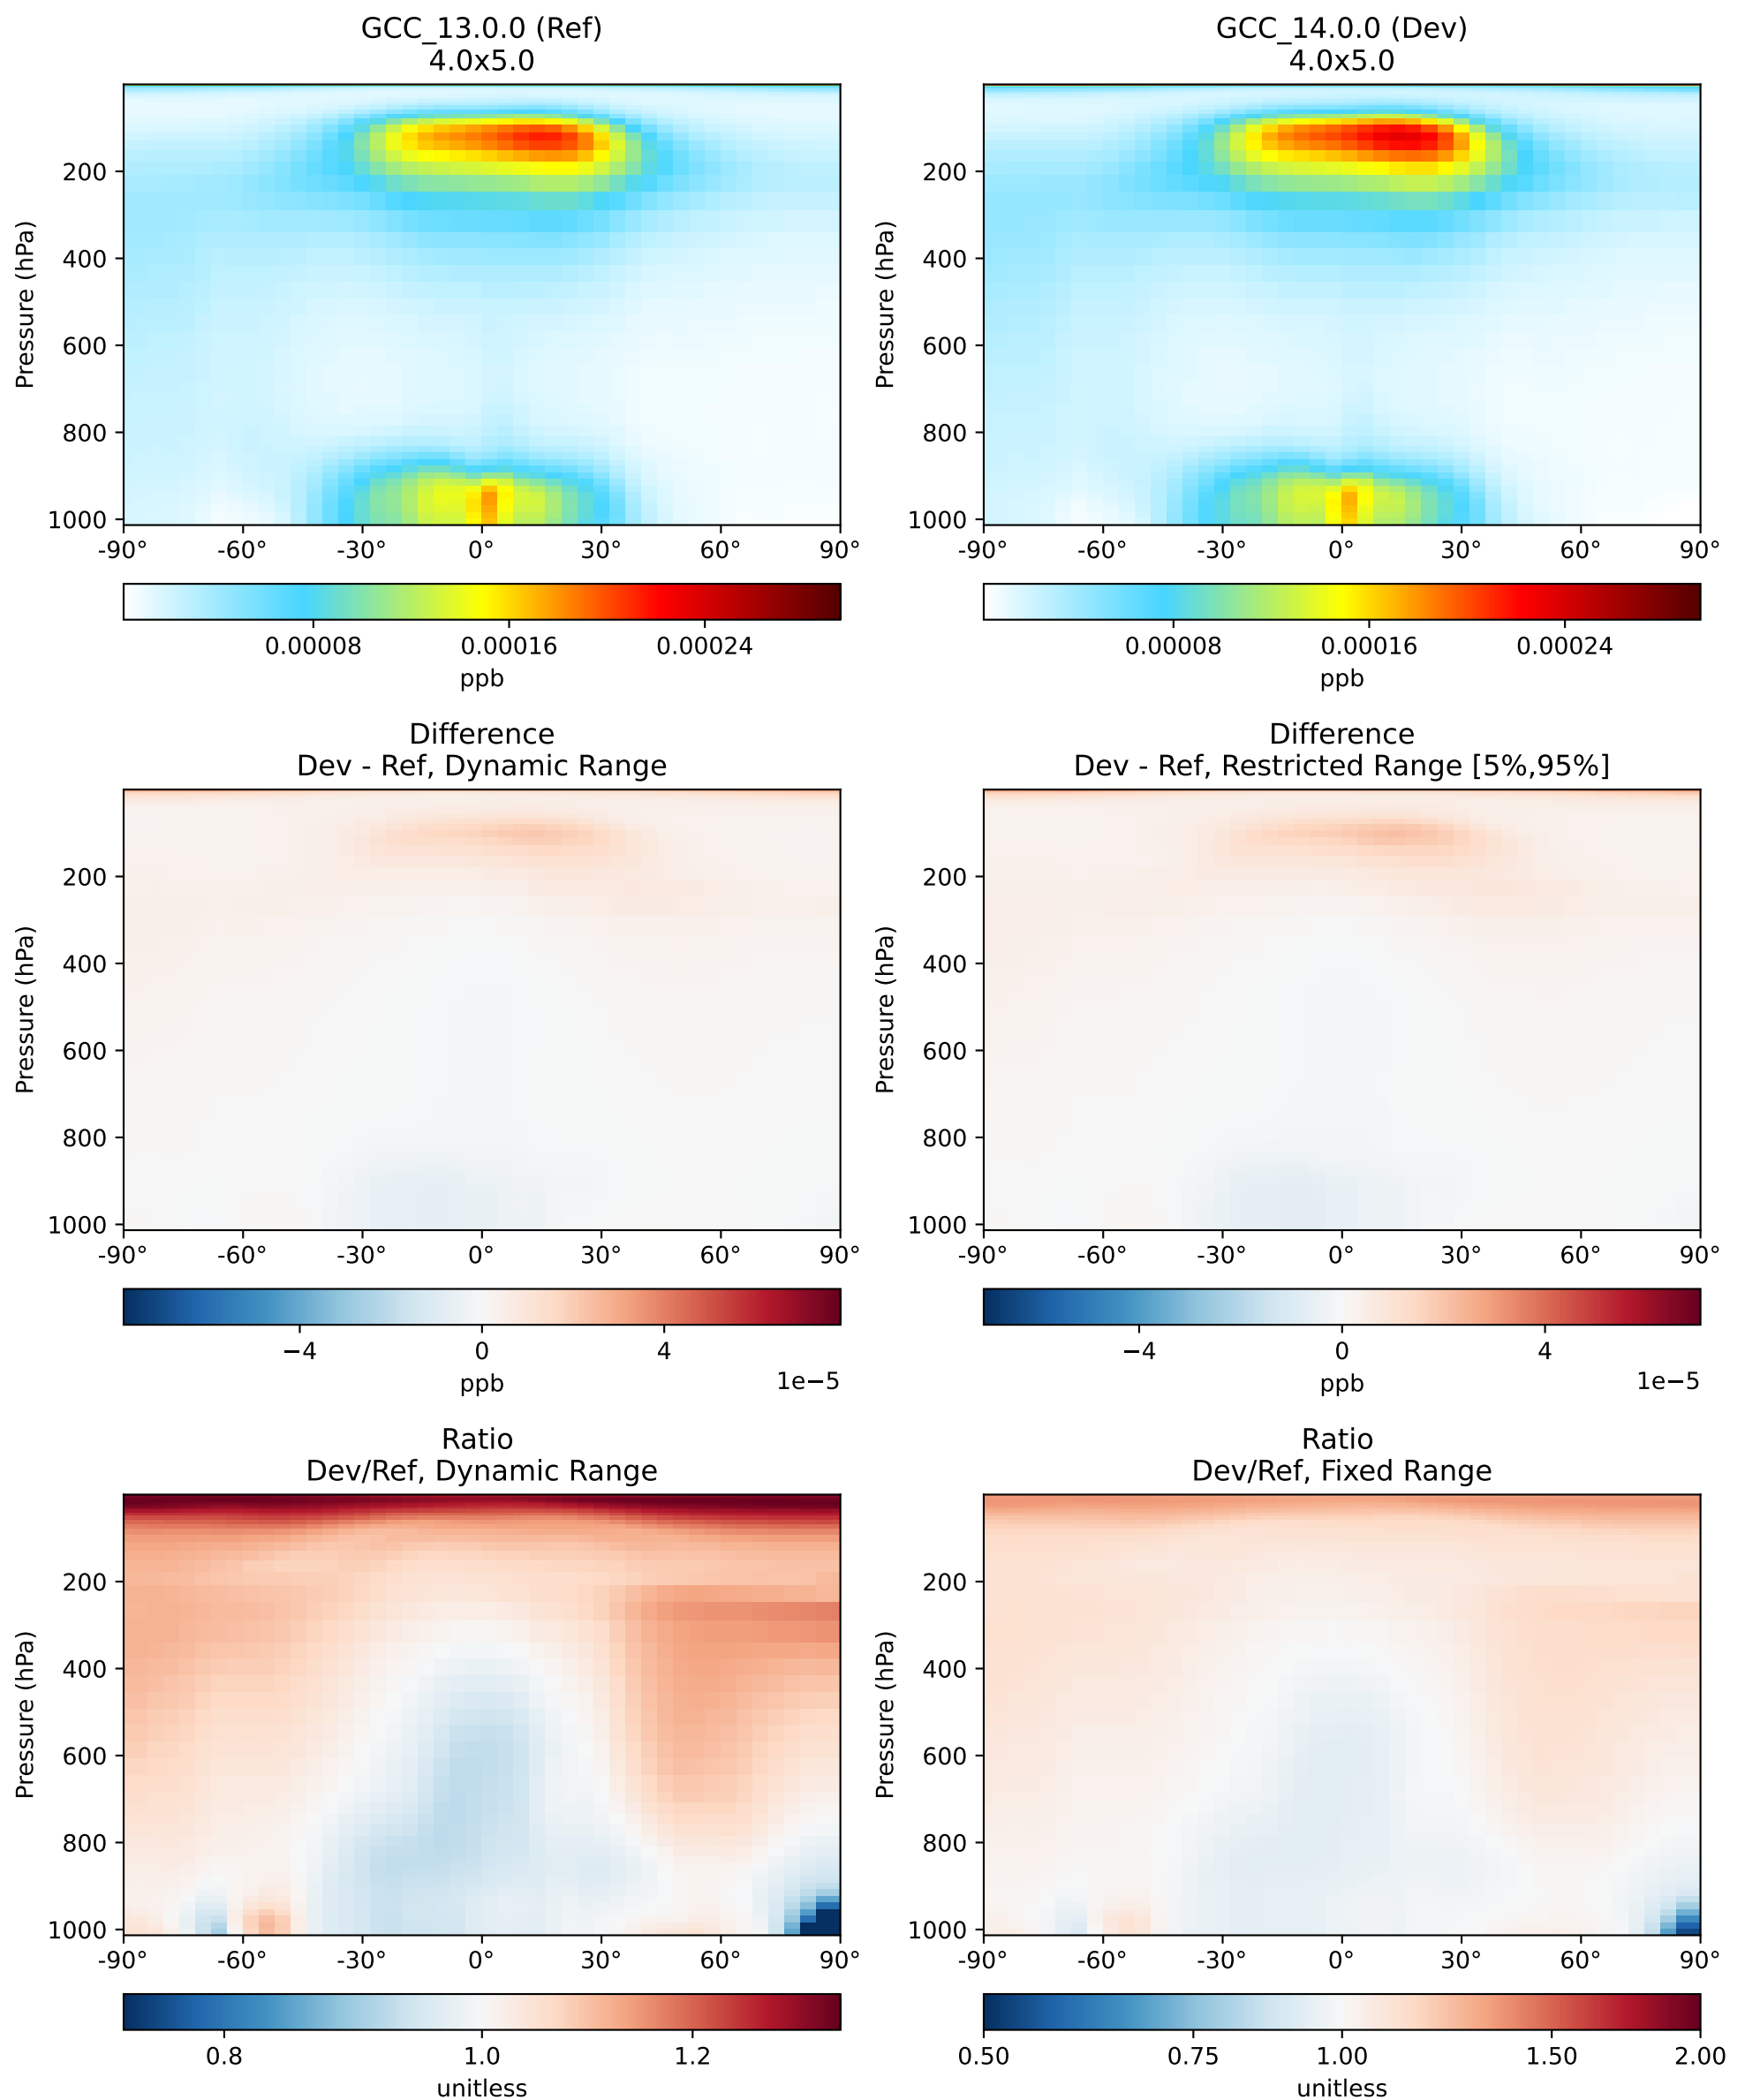 GCC_13.0.0 (Ref)
4.0x5.0
Pressure (hPa)
200
400
600
800
1000
-90° -60° -30° 0° 30° 60° 90°
0.00008 0.00016 0.00024
ppb
GCC_14.0.0 (Dev)
4.0x5.0
Pressure (hPa)
200
400
600
800
1000
-90° -60° -30° 0° 30° 60° 90°
0.00008 0.00016 0.00024
ppb
Difference
Dev - Ref, Dynamic Range
Pressure (hPa)
200
400
600
800
1000
-90° -60° -30° 0° 30° 60° 90°
−4 0 4
ppb 1e−5
Difference
Dev - Ref, Restricted Range [5%,95%]
Pressure (hPa)
200
400
600
800
1000
-90° -60° -30° 0° 30° 60° 90°
−4 0 4
ppb 1e−5
Ratio
Dev/Ref, Dynamic Range
Pressure (hPa)
200
400
600
800
1000
-90° -60° -30° 0° 30° 60° 90°
0.8 1.0 1.2
unitless
Ratio
Dev/Ref, Fixed Range
Pressure (hPa)
200
400
600
800
1000
-90° -60° -30° 0° 30° 60° 90°
0.50 0.75 1.00 1.50 2.00
unitless